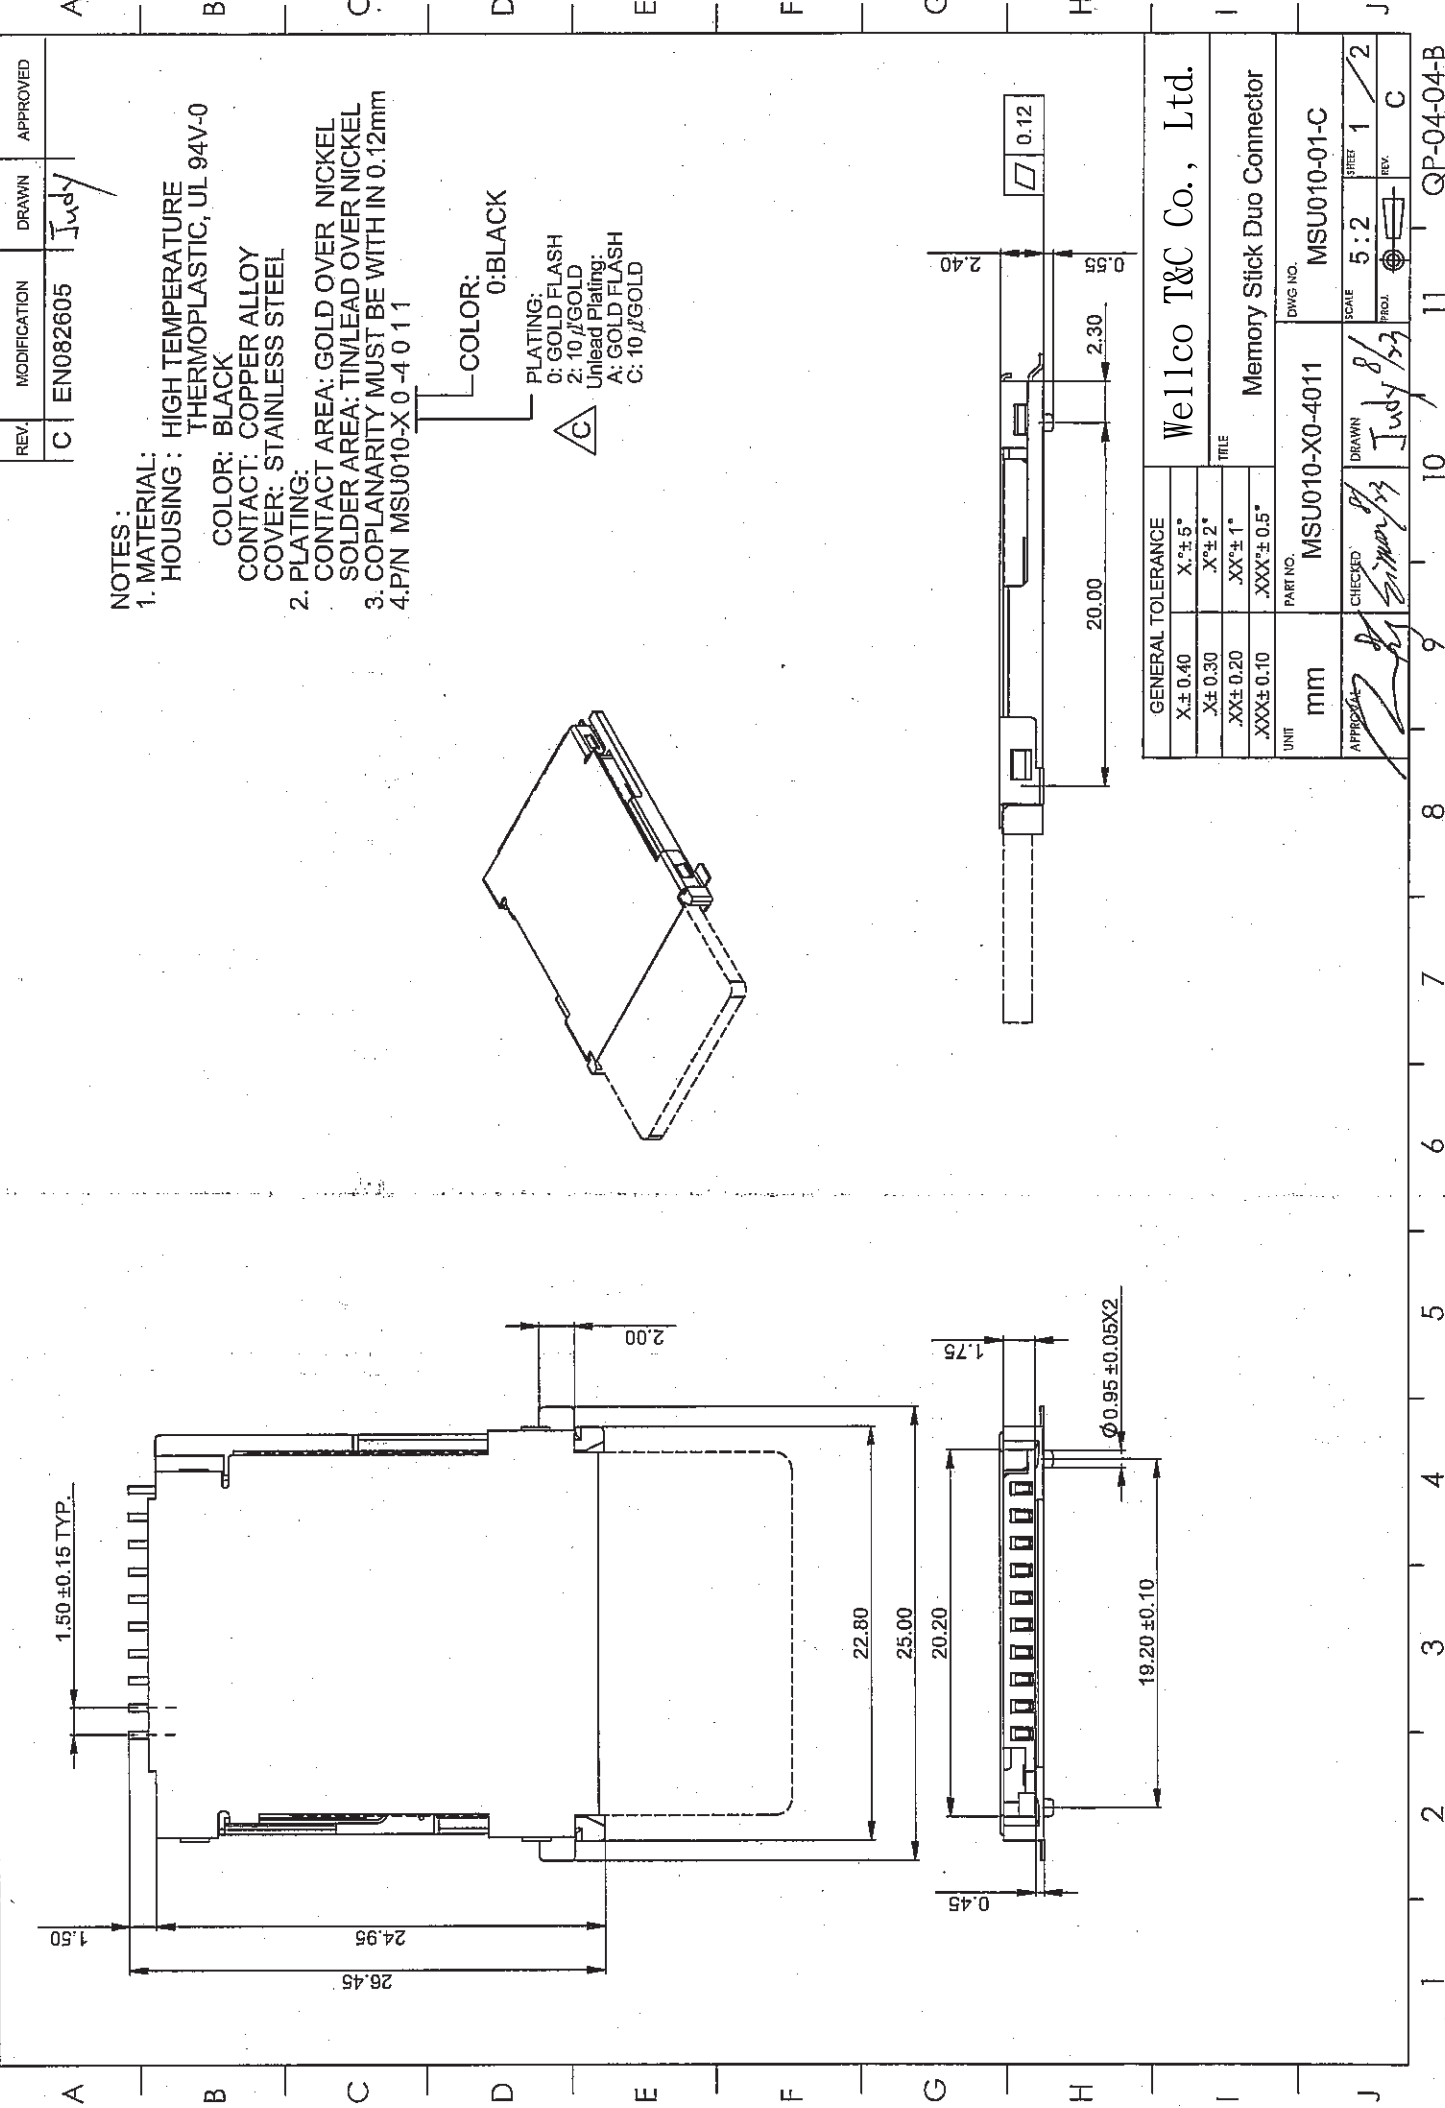 REV. MODIFICATION DRAWN APPROVED
C EN082605 Judy
NOTES :
1. MATERIAL:
HOUSING : HIGH TEMPERATURE
THERMOPLASTIC, UL 94V-0
COLOR: BLACK
CONTACT: COPPER ALLOY
COVER: STAINLESS STEEL
2. PLATING:
CONTACT AREA: GOLD OVER NICKEL
SOLDER AREA: TIN/LEAD OVER NICKEL
3. COPLANARITY MUST BE WITH IN 0.12mm
4.P/N MSU010-X 0 -4 0 1 1
COLOR:
0:BLACK
PLATING:
0: GOLD FLASH
2: 10 μ"GOLD
Unlead Plating:
A: GOLD FLASH
C: 10 μ"GOLD
C
1.50 ±0.15 TYP.
1.50
24.95
26.45
2.00
22.80
25.00
20.20
1.75
Ø0.95 ±0.05X2
19.20 ±0.10
0.45
0.12
2.40
0.55
2.30
20.00
GENERAL TOLERANCE
X.± 0.40 X.°± 5°
.X± 0.30 .X°± 2°
.XX± 0.20 .XX°± 1°
.XXX± 0.10 .XXX°± 0.5°
Wellco T&C Co., Ltd.
TITLE
Memory Stick Duo Connector
UNIT
mm
PART NO.
MSU010-X0-4011
DWG NO.
MSU010-01-C
APPROVAL
CHECKED
Simon 8/23
DRAWN
Judy 8/23
SCALE
5:2
SHEET
1/2
PROJ.
REV.
C
QP-04-04-B
A B C D E F G H I J
A B C D E F G H I J
1 2 3 4 5 6 7 8 9 10 11